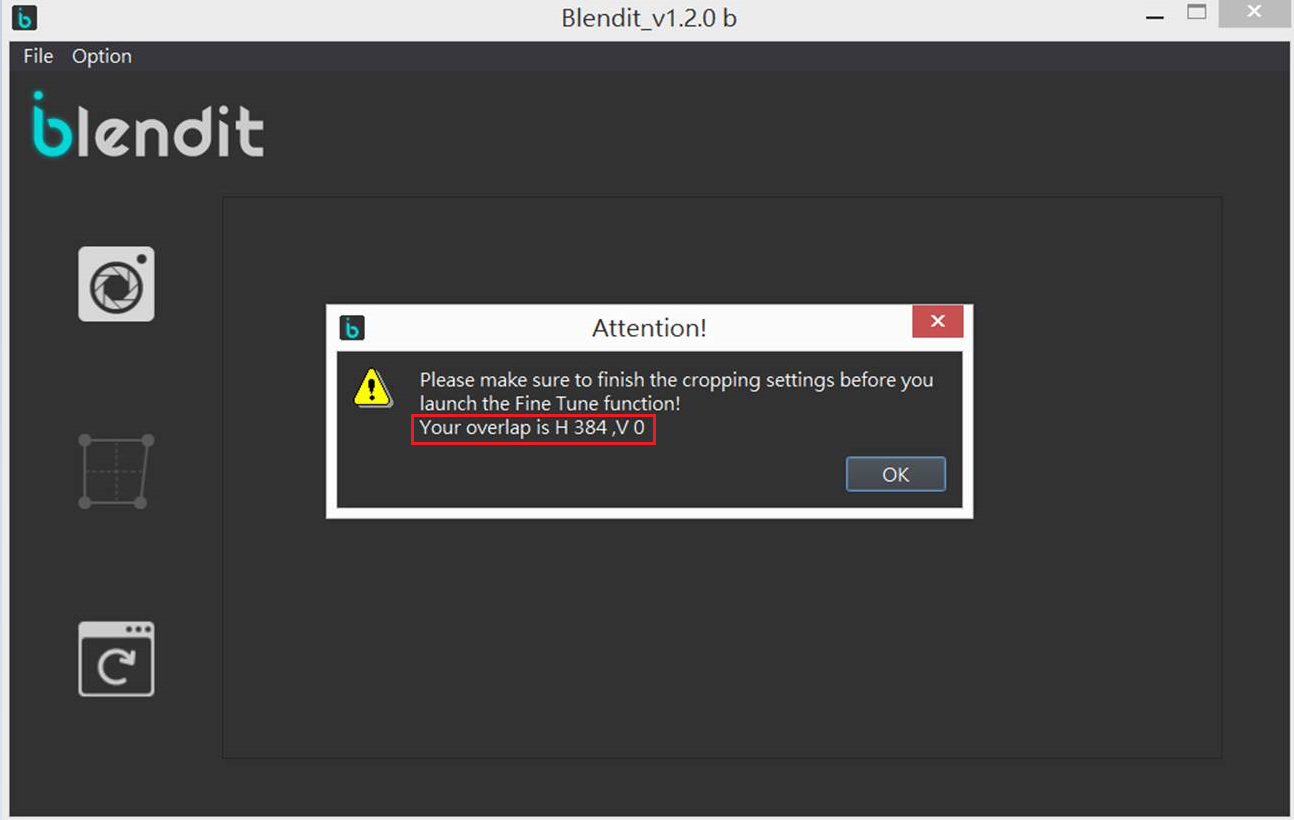 Blendit_v1.2.0 b
File Option
blendit
Attention!
Please make sure to finish the cropping settings before you
launch the Fine Tune function!
Your overlap is H 384 ,V 0
OK